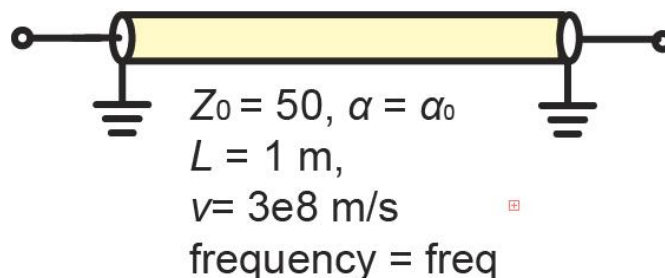 Z₀ = 50, α = α₀
L = 1 m,
v= 3e8 m/s
frequency = freq